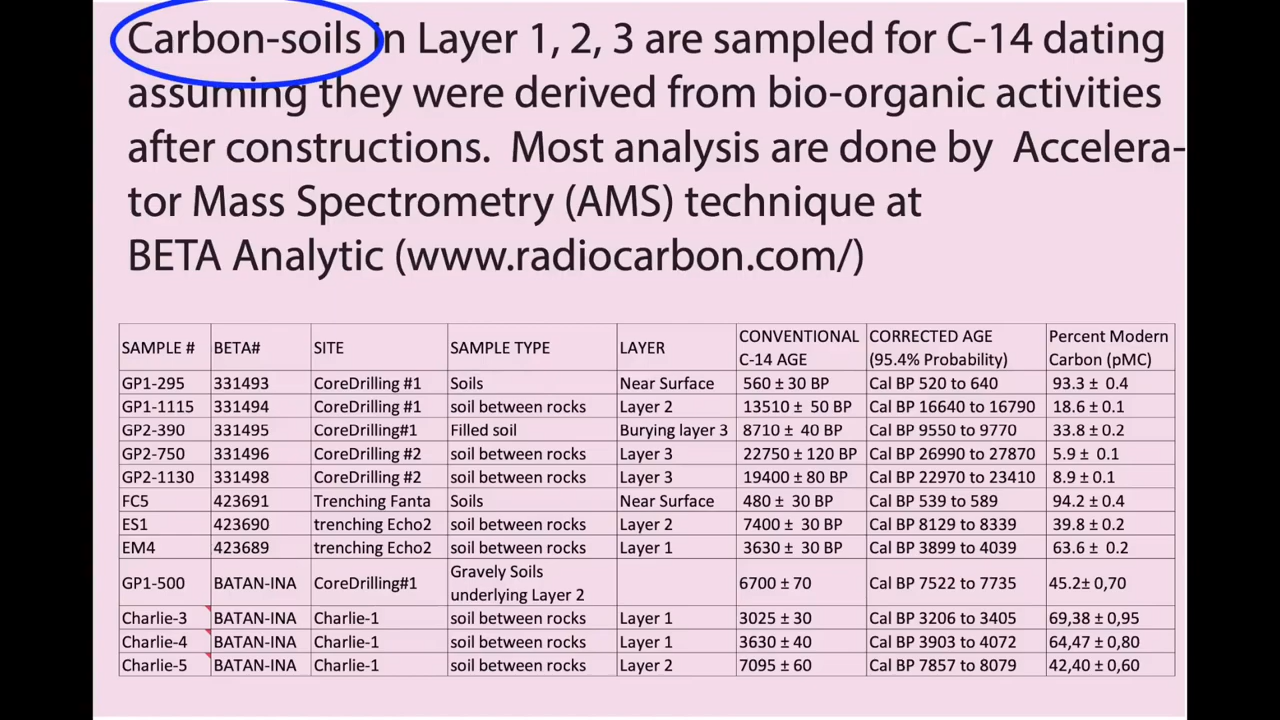 Carbon-soils in Layer 1, 2, 3 are sampled for C-14 dating
assuming they were derived from bio-organic activities
after constructions. Most analysis are done by Accelera-
tor Mass Spectrometry (AMS) technique at
BETA Analytic (www.radiocarbon.com/)
SAMPLE # BETA# SITE SAMPLE TYPE LAYER CONVENTIONAL C-14 AGE CORRECTED AGE (95.4% Probability) Percent Modern Carbon (pMC)
GP1-295 331493 CoreDrilling #1 Soils Near Surface 560 ± 30 BP Cal BP 520 to 640 93.3 ± 0.4
GP1-1115 331494 CoreDrilling #1 soil between rocks Layer 2 13510 ± 50 BP Cal BP 16640 to 16790 18.6 ± 0.1
GP2-390 331495 CoreDrilling#1 Filled soil Burying layer 3 8710 ± 40 BP Cal BP 9550 to 9770 33.8 ± 0.2
GP2-750 331496 CoreDrilling #2 soil between rocks Layer 3 22750 ± 120 BP Cal BP 26990 to 27870 5.9 ± 0.1
GP2-1130 331498 CoreDrilling #2 soil between rocks Layer 3 19400 ± 80 BP Cal BP 22970 to 23410 8.9 ± 0.1
FC5 423691 Trenching Fanta Soils Near Surface 480 ± 30 BP Cal BP 539 to 589 94.2 ± 0.4
ES1 423690 trenching Echo2 soil between rocks Layer 2 7400 ± 30 BP Cal BP 8129 to 8339 39.8 ± 0.2
EM4 423689 trenching Echo2 soil between rocks Layer 1 3630 ± 30 BP Cal BP 3899 to 4039 63.6 ± 0.2
GP1-500 BATAN-INA CoreDrilling#1 Gravely Soils underlying Layer 2 6700 ± 70 Cal BP 7522 to 7735 45.2± 0,70
Charlie-3 BATAN-INA Charlie-1 soil between rocks Layer 1 3025 ± 30 Cal BP 3206 to 3405 69,38 ± 0,95
Charlie-4 BATAN-INA Charlie-1 soil between rocks Layer 1 3630 ± 40 Cal BP 3903 to 4072 64,47 ± 0,80
Charlie-5 BATAN-INA Charlie-1 soil between rocks Layer 2 7095 ± 60 Cal BP 7857 to 8079 42,40 ± 0,60